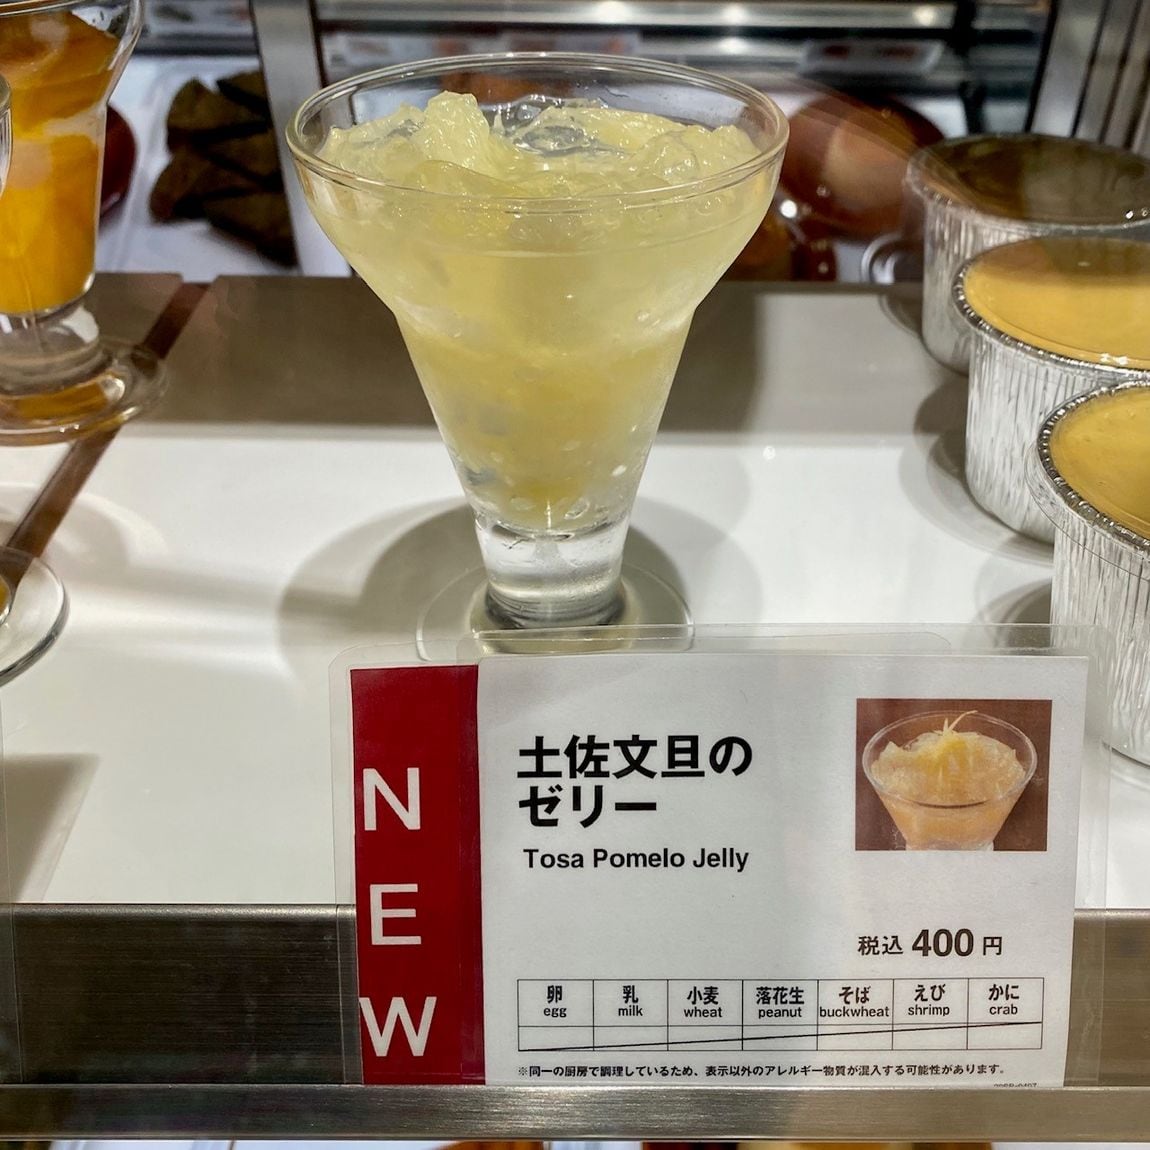 NEW
土佐文旦の
ゼリー
Tosa Pomelo Jelly
税込 400 円
卵 乳 小麦 落花生 そば えび かに
egg milk wheat peanut buckwheat shrimp crab
※同一の厨房で調理しているため、表示以外のアレルギー物質が混入する可能性があります。